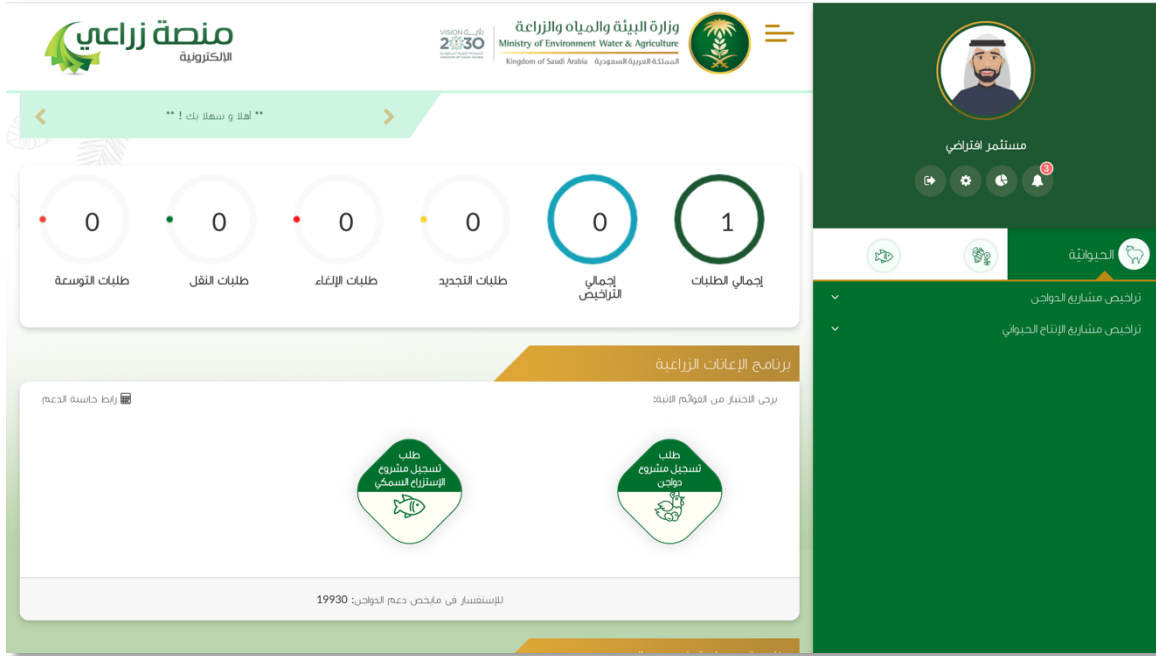 وزارة البيئة والمياه والزراعة
Ministry of Environment Water & Agriculture
المملكة العربية السعودية Kingdom of Saudi Arabia
VISION رؤيــة
2030
منصة زراعي
الإلكترونية
** أهلا و سهلا بك ! **
مستثمر افتراضي
3
الحيوانيّة
تراخيص مشاريع الدواجن
تراخيص مشاريع الإنتاج الحيواني
1
إجمالي الطلبات
0
إجمالي
التراخيص
0
طلبات التجديد
0
طلبات الإلغاء
0
طلبات النقل
0
طلبات التوسعة
برنامج الإعانات الزراعية
يرجى الاختيار من القوائم الاتية:
رابط حاسبة الدعم
طلب
تسجيل مشروع
دواجن
طلب
تسجيل مشروع
الإستزراع السمكي
للإستفسار فى مايخص دعم الدواجن: 19930